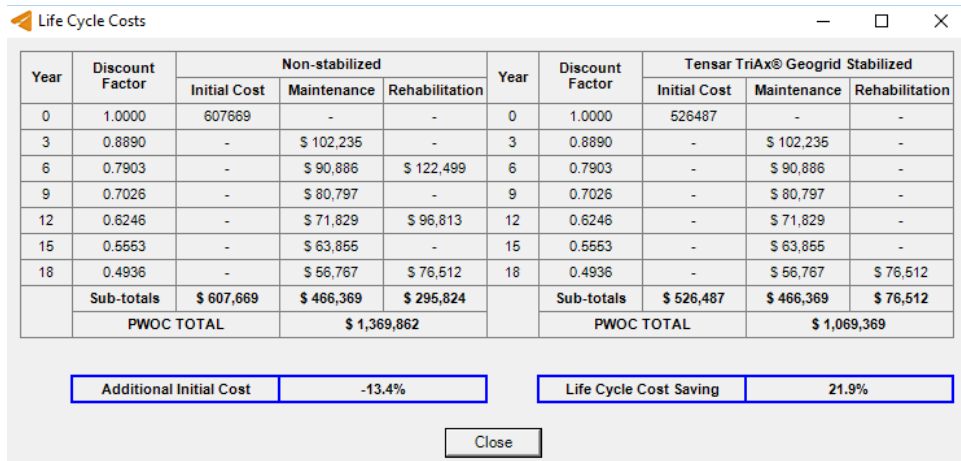 Life Cycle Costs
Year Discount Factor Non-stabilized Year Discount Factor Tensar TriAx® Geogrid Stabilized
Initial Cost Maintenance Rehabilitation Initial Cost Maintenance Rehabilitation
0 1.0000 607669 - - 0 1.0000 526487 - -
3 0.8890 - $ 102,235 - 3 0.8890 - $ 102,235 -
6 0.7903 - $ 90,886 $ 122,499 6 0.7903 - $ 90,886 -
9 0.7026 - $ 80,797 - 9 0.7026 - $ 80,797 -
12 0.6246 - $ 71,829 $ 96,813 12 0.6246 - $ 71,829 -
15 0.5553 - $ 63,855 - 15 0.5553 - $ 63,855 -
18 0.4936 - $ 56,767 $ 76,512 18 0.4936 - $ 56,767 $ 76,512
Sub-totals $ 607,669 $ 466,369 $ 295,824 Sub-totals $ 526,487 $ 466,369 $ 76,512
PWOC TOTAL $ 1,369,862 PWOC TOTAL $ 1,069,369
Additional Initial Cost -13.4% Life Cycle Cost Saving 21.9%
Close